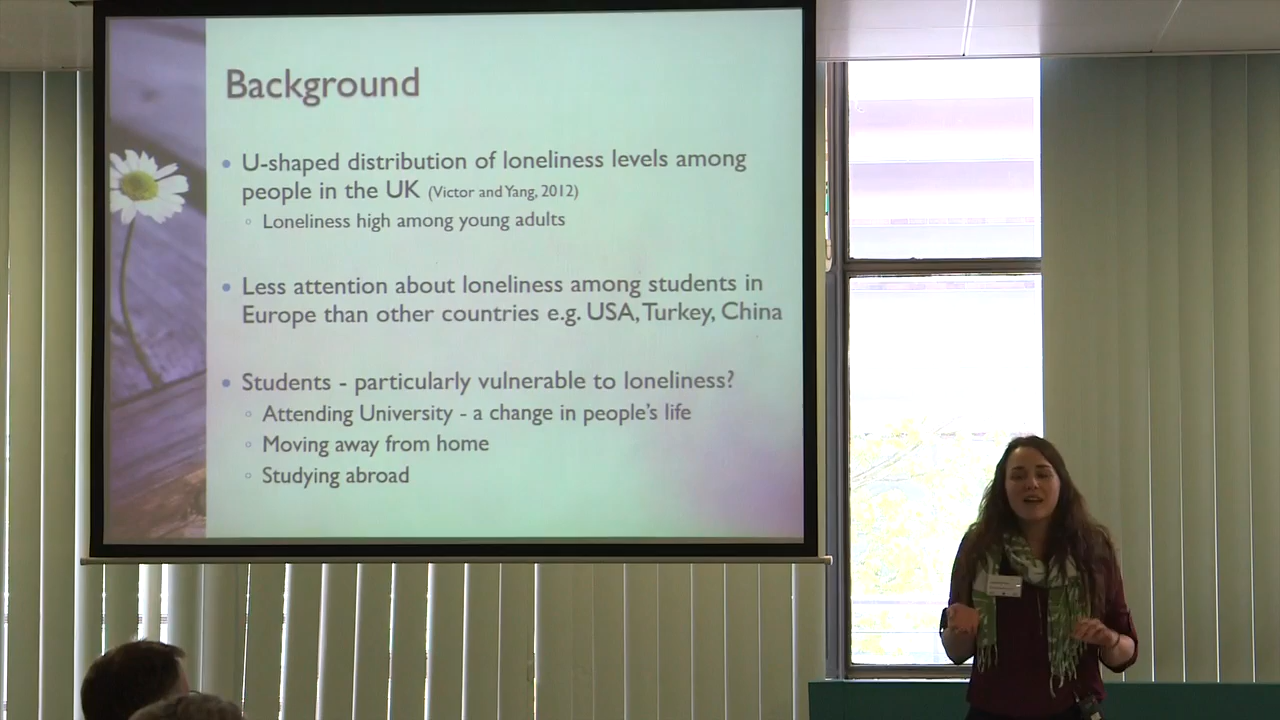 Background
• U-shaped distribution of loneliness levels among
people in the UK (Victor and Yang, 2012)
◦ Loneliness high among young adults
• Less attention about loneliness among students in
Europe than other countries e.g. USA, Turkey, China
• Students - particularly vulnerable to loneliness?
◦ Attending University - a change in people's life
◦ Moving away from home
◦ Studying abroad